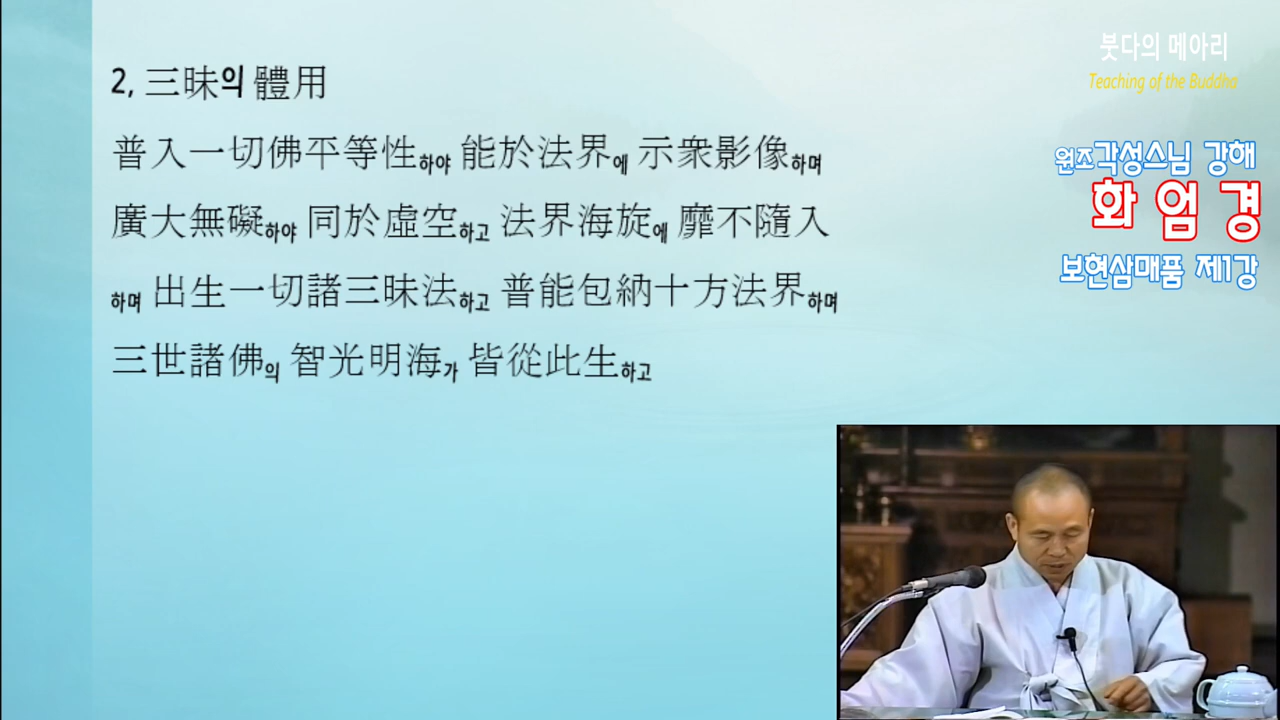 2, 三昧의 體用
普入一切佛平等性하야 能於法界에 示衆影像하며
廣大無礙하야 同於虛空하고 法界海旋에 靡不隨入
하며 出生一切諸三昧法하고 普能包納十方法界하며
三世諸佛의 智光明海가 皆從此生하고
붓다의 메아리
Teaching of the Buddha
원조각성스님 강해
화엄경
보현삼매품 제1강